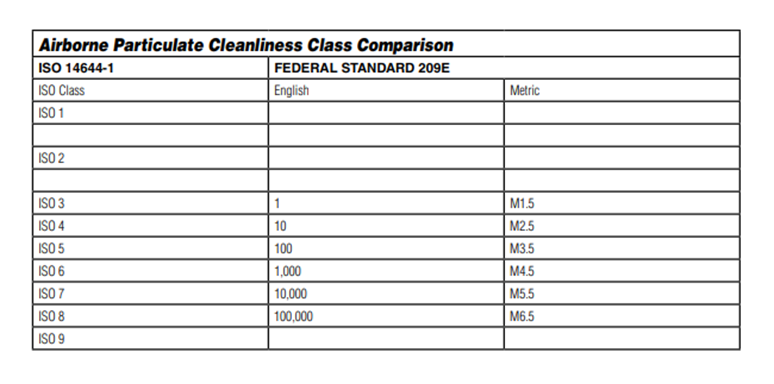 Airborne Particulate Cleanliness Class Comparison
ISO 14644-1 FEDERAL STANDARD 209E
ISO Class English Metric
ISO 1
ISO 2
ISO 3 1 M1.5
ISO 4 10 M2.5
ISO 5 100 M3.5
ISO 6 1,000 M4.5
ISO 7 10,000 M5.5
ISO 8 100,000 M6.5
ISO 9